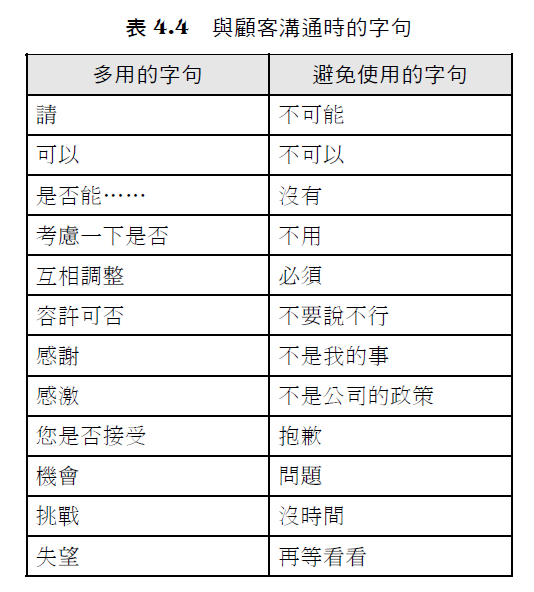 表 4.4 與顧客溝通時的字句
多用的字句 避免使用的字句
請 不可能
可以 不可以
是否能…… 沒有
考慮一下是否 不用
互相調整 必須
容許可否 不要說不行
感謝 不是我的事
感激 不是公司的政策
您是否接受 抱歉
機會 問題
挑戰 沒時間
失望 再等看看